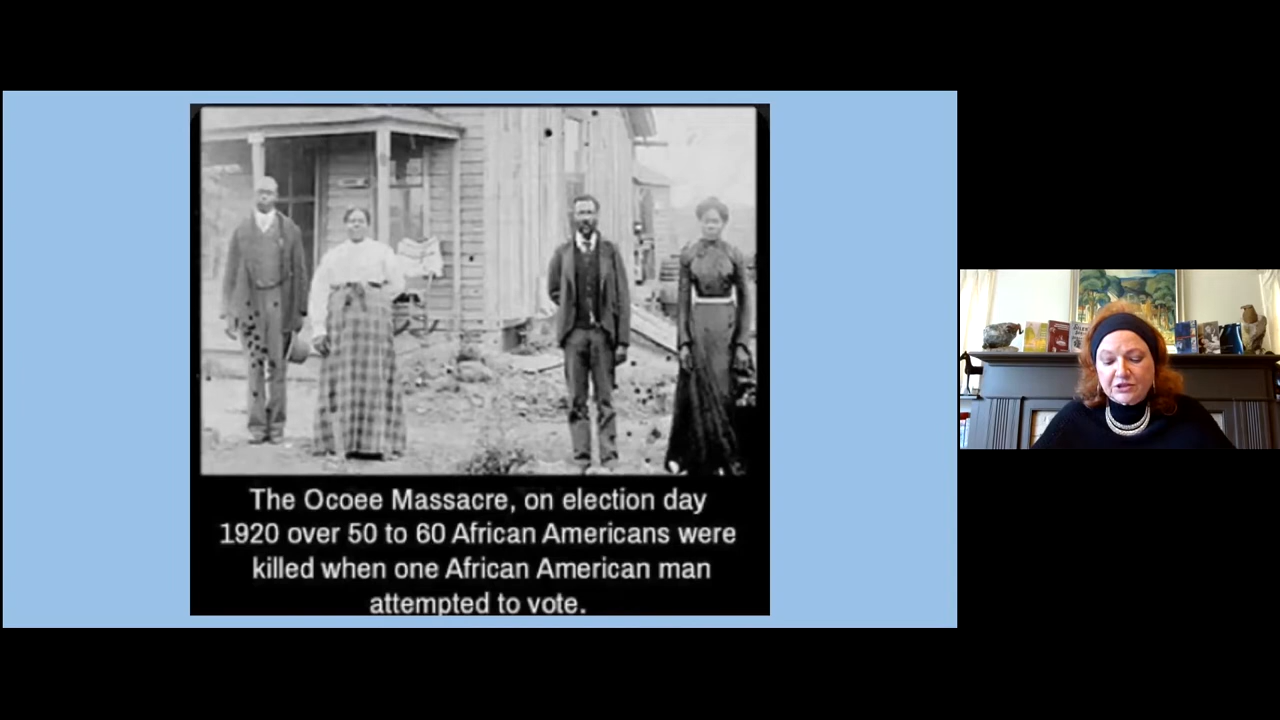 The Ocoee Massacre, on election day
1920 over 50 to 60 African Americans were
killed when one African American man
attempted to vote.